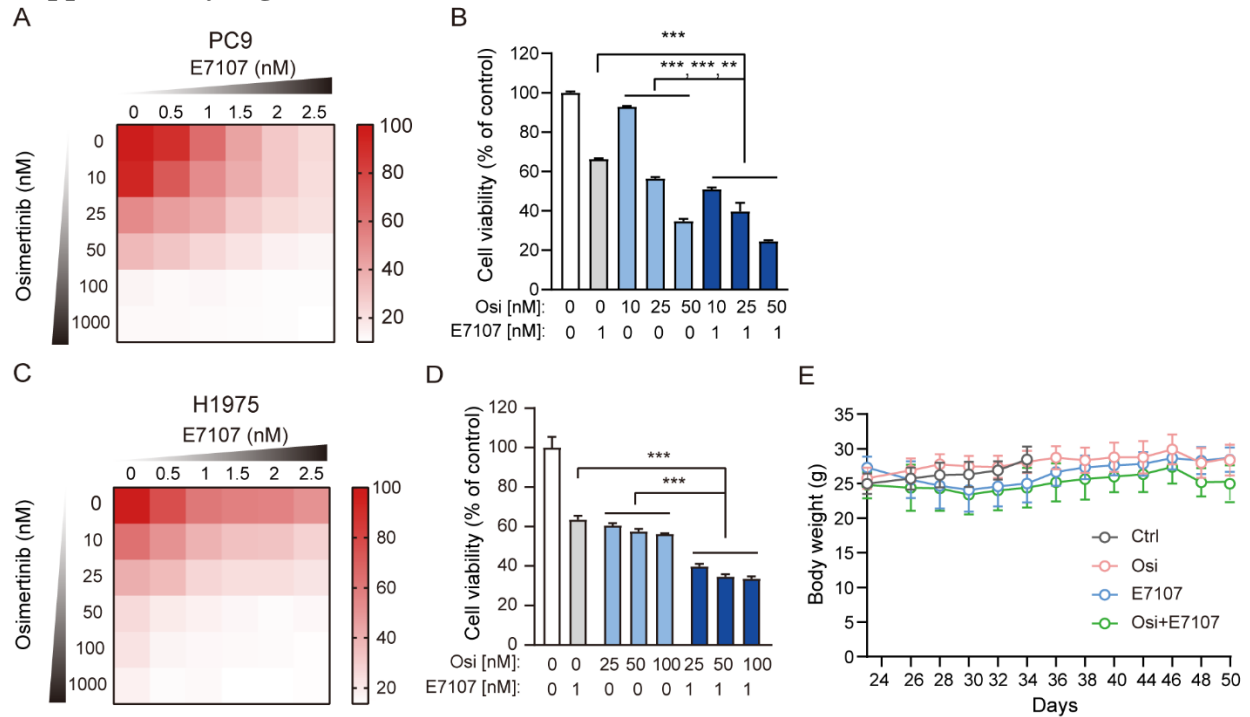 A
PC9
E7107 (nM)
0 0.5 1 1.5 2 2.5
Osimertinib (nM)
0
10
25
50
100
1000
100
80
60
40
20
B
Cell viability (% of control)
120
100
80
60
40
20
0
***
***, ***, **
Osi [nM]: 0 0 10 25 50 10 25 50
E7107 [nM]: 0 1 0 0 0 1 1 1
C
H1975
E7107 (nM)
0 0.5 1 1.5 2 2.5
Osimertinib (nM)
0
10
25
50
100
1000
100
80
60
40
20
D
Cell viability (% of control)
120
100
80
60
40
20
0
***
***
Osi [nM]: 0 0 25 50 100 25 50 100
E7107 [nM]: 0 1 0 0 0 1 1 1
E
Body weight (g)
35
30
25
20
15
10
5
0
Ctrl
Osi
E7107
Osi+E7107
24 26 28 30 32 34 36 38 40 44 46 48 50
Days